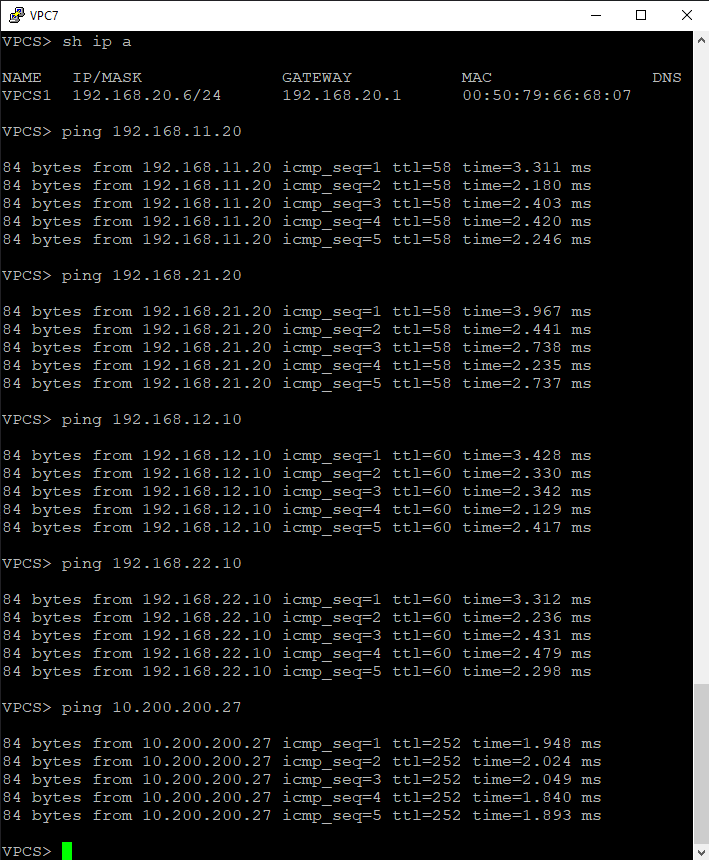 VPC7
VPCS> sh ip a
NAME IP/MASK GATEWAY MAC DNS
VPCS1 192.168.20.6/24 192.168.20.1 00:50:79:66:68:07
VPCS> ping 192.168.11.20
84 bytes from 192.168.11.20 icmp_seq=1 ttl=58 time=3.311 ms
84 bytes from 192.168.11.20 icmp_seq=2 ttl=58 time=2.180 ms
84 bytes from 192.168.11.20 icmp_seq=3 ttl=58 time=2.403 ms
84 bytes from 192.168.11.20 icmp_seq=4 ttl=58 time=2.420 ms
84 bytes from 192.168.11.20 icmp_seq=5 ttl=58 time=2.246 ms
VPCS> ping 192.168.21.20
84 bytes from 192.168.21.20 icmp_seq=1 ttl=58 time=3.967 ms
84 bytes from 192.168.21.20 icmp_seq=2 ttl=58 time=2.441 ms
84 bytes from 192.168.21.20 icmp_seq=3 ttl=58 time=2.738 ms
84 bytes from 192.168.21.20 icmp_seq=4 ttl=58 time=2.235 ms
84 bytes from 192.168.21.20 icmp_seq=5 ttl=58 time=2.737 ms
VPCS> ping 192.168.12.10
84 bytes from 192.168.12.10 icmp_seq=1 ttl=60 time=3.428 ms
84 bytes from 192.168.12.10 icmp_seq=2 ttl=60 time=2.330 ms
84 bytes from 192.168.12.10 icmp_seq=3 ttl=60 time=2.342 ms
84 bytes from 192.168.12.10 icmp_seq=4 ttl=60 time=2.129 ms
84 bytes from 192.168.12.10 icmp_seq=5 ttl=60 time=2.417 ms
VPCS> ping 192.168.22.10
84 bytes from 192.168.22.10 icmp_seq=1 ttl=60 time=3.312 ms
84 bytes from 192.168.22.10 icmp_seq=2 ttl=60 time=2.236 ms
84 bytes from 192.168.22.10 icmp_seq=3 ttl=60 time=2.431 ms
84 bytes from 192.168.22.10 icmp_seq=4 ttl=60 time=2.479 ms
84 bytes from 192.168.22.10 icmp_seq=5 ttl=60 time=2.298 ms
VPCS> ping 10.200.200.27
84 bytes from 10.200.200.27 icmp_seq=1 ttl=252 time=1.948 ms
84 bytes from 10.200.200.27 icmp_seq=2 ttl=252 time=2.024 ms
84 bytes from 10.200.200.27 icmp_seq=3 ttl=252 time=2.049 ms
84 bytes from 10.200.200.27 icmp_seq=4 ttl=252 time=1.840 ms
84 bytes from 10.200.200.27 icmp_seq=5 ttl=252 time=1.893 ms
VPCS>